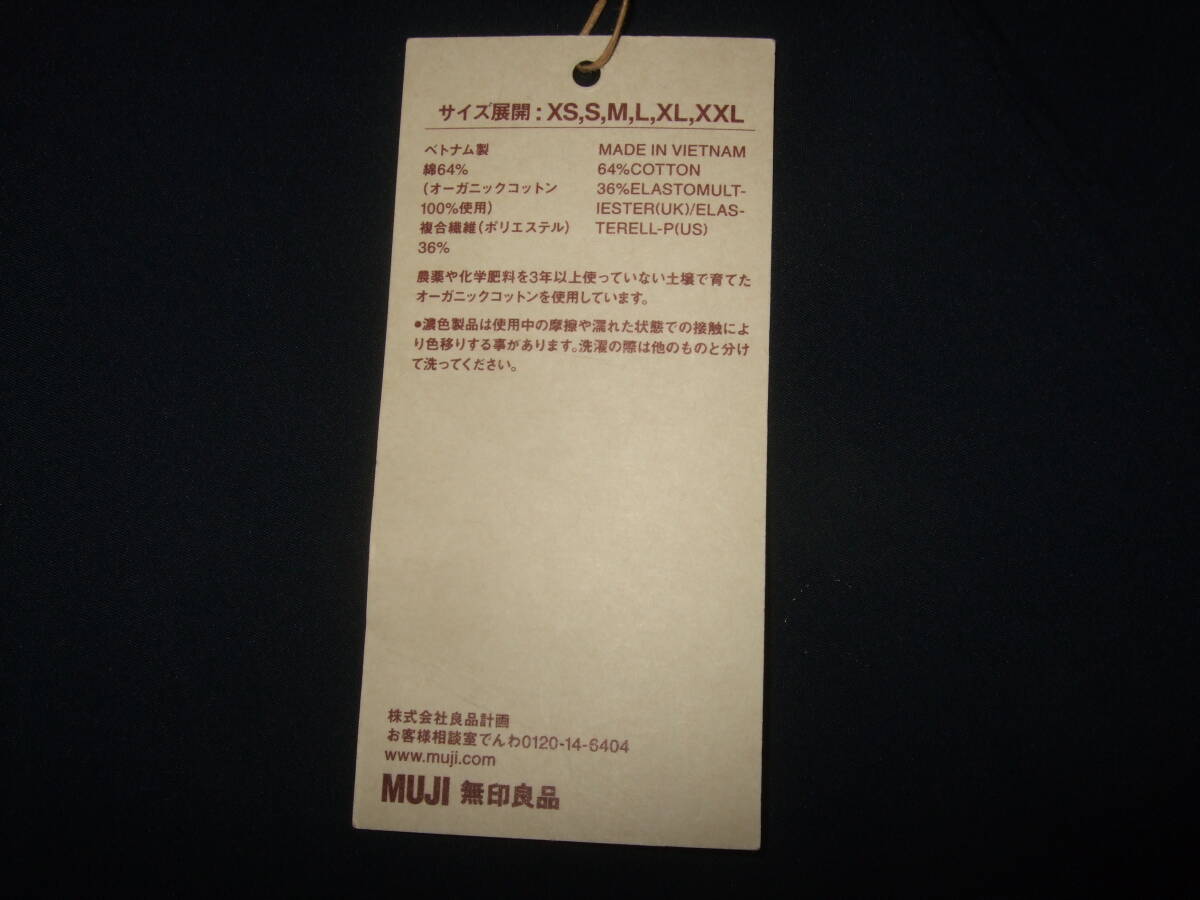 サイズ展開：XS,S,M,L,XL,XXL
ベトナム製
綿64%
(オーガニックコットン
100%使用)
複合繊維(ポリエステル)
36%
MADE IN VIETNAM
64%COTTON
36%ELASTOMULT-
IESTER(UK)/ELAS-
TERELL-P(US)
農薬や化学肥料を3年以上使っていない土壌で育てた
オーガニックコットンを使用しています。
●濃色製品は使用中の摩擦や濡れた状態での接触によ
り色移りする事があります。洗濯の際は他のものと分け
て洗ってください。
株式会社良品計画
お客様相談室でんわ0120-14-6404
www.muji.com
MUJI 無印良品